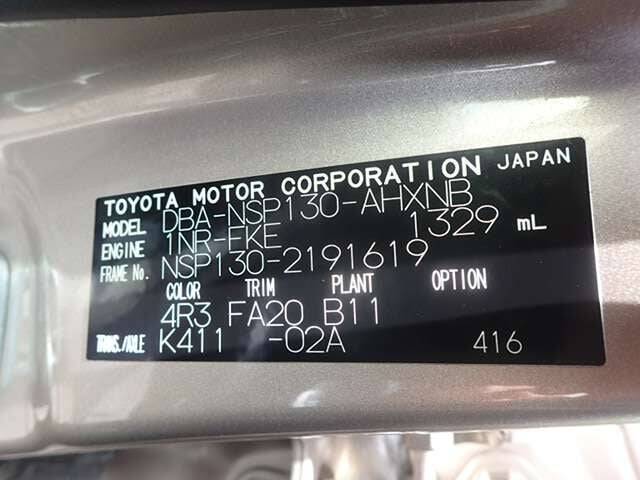 TOYOTA MOTOR CORPORATION JAPAN
MODEL DBA-NSP130-AHXNB
ENGINE 1NR-FKE 1329 mL
FRAME No. NSP130-2191619
COLOR TRIM PLANT OPTION
4R3 FA20 B11
TRANS./AXLE K411 -02A 416